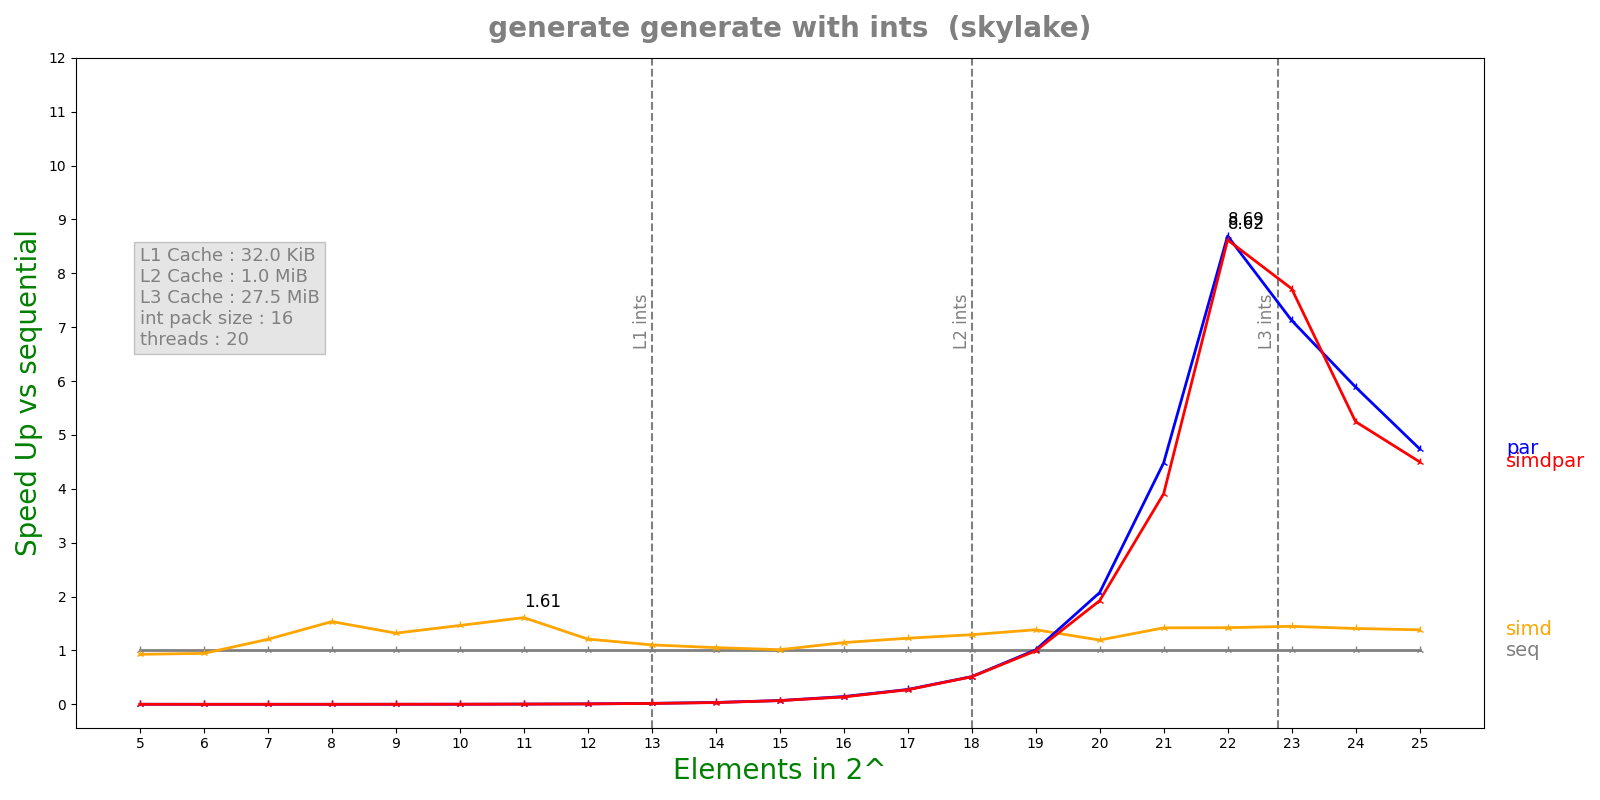 generate generate with ints (skylake)
Speed Up vs sequential
12
11
10
9
8
7
6
5
4
3
2
1
0
L1 Cache : 32.0 KiB
L2 Cache : 1.0 MiB
L3 Cache : 27.5 MiB
int pack size : 16
threads : 20
L1 ints
L2 ints
L3 ints
8.69
8.62
1.61
par
simdpar
simd
seq
5 6 7 8 9 10 11 12 13 14 15 16 17 18 19 20 21 22 23 24 25
Elements in 2^